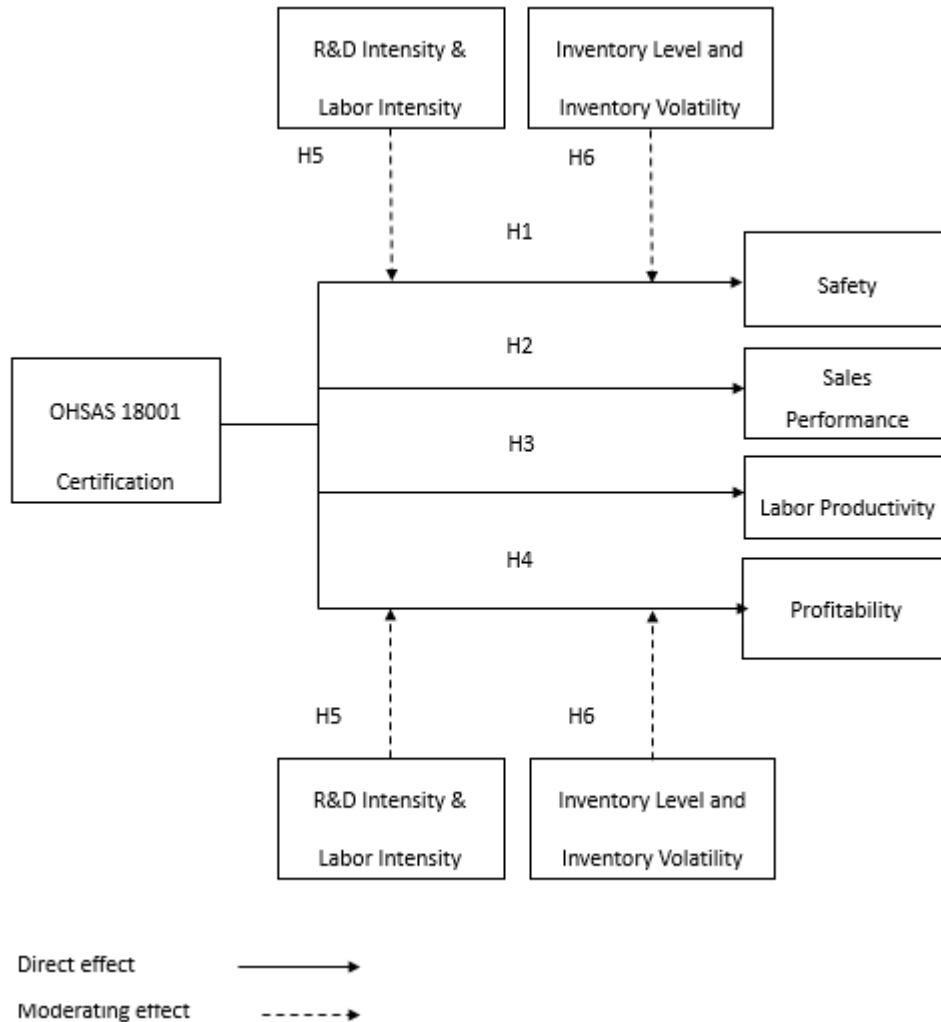 R&D Intensity &
Labor Intensity
Inventory Level and
Inventory Volatility
H5
H6
H1
Safety
H2
OHSAS 18001
Certification
Sales
Performance
H3
Labor Productivity
H4
Profitability
H5
H6
R&D Intensity &
Labor Intensity
Inventory Level and
Inventory Volatility
Direct effect
Moderating effect